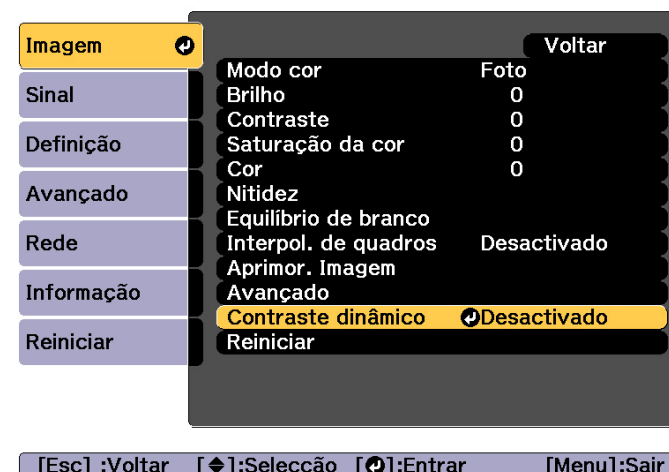 Imagem
Sinal
Definição
Avançado
Rede
Informação
Reiniciar
Voltar
Modo cor Foto
Brilho 0
Contraste 0
Saturação da cor 0
Cor 0
Nitidez
Equilíbrio de branco
Interpol. de quadros Desactivado
Aprimor. Imagem
Avançado
Contraste dinâmico Desactivado
Reiniciar
[Esc] :Voltar [ ]:Selecção [ ]:Entrar [Menu]:Sair